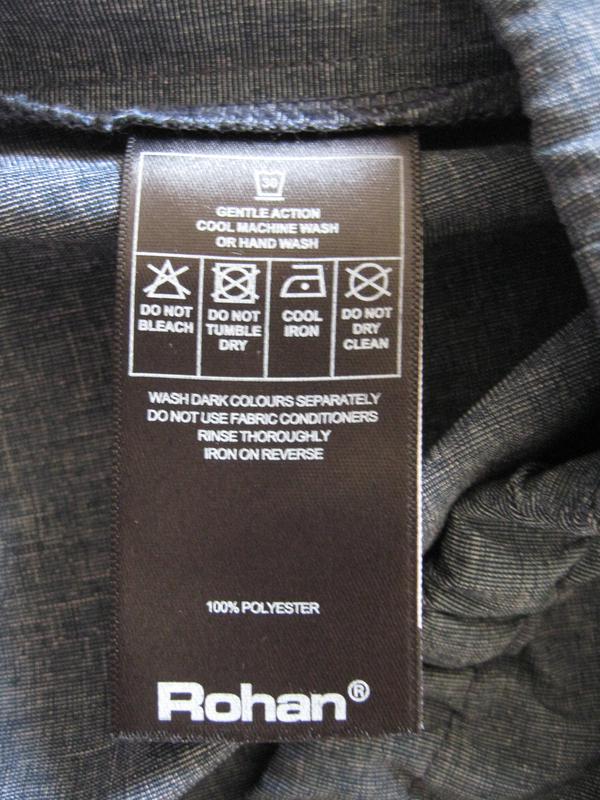 30
GENTLE ACTION
COOL MACHINE WASH
OR HAND WASH
DO NOT
BLEACH
DO NOT
TUMBLE
DRY
COOL
IRON
DO NOT
DRY
CLEAN
WASH DARK COLOURS SEPARATELY
DO NOT USE FABRIC CONDITIONERS
RINSE THOROUGHLY
IRON ON REVERSE
100% POLYESTER
Rohan®